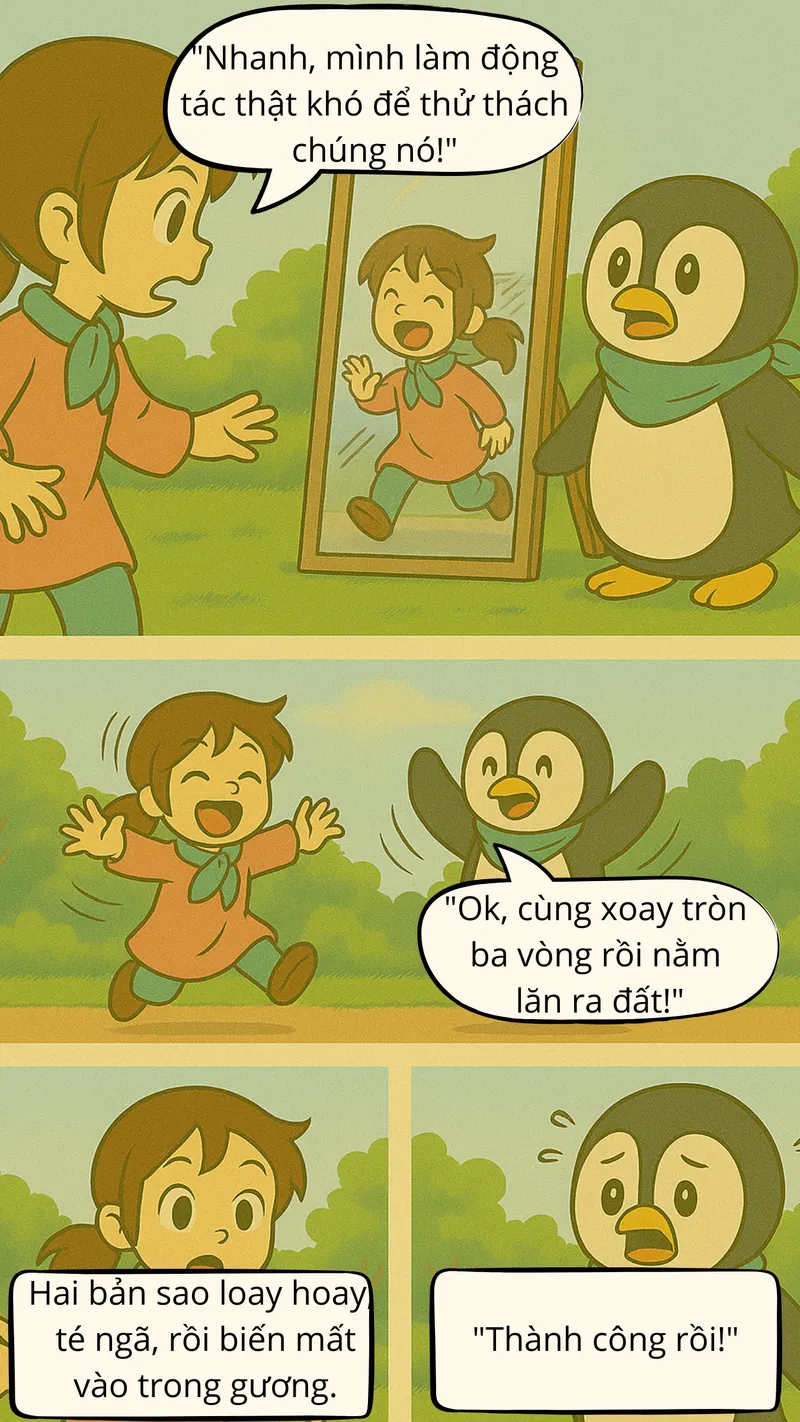 "Nhanh, mình làm động
tác thật khó để thử thách
chúng nó!"
"Ok, cùng xoay tròn
ba vòng rồi nằm
lăn ra đất!"
Hai bản sao loay hoay,
té ngã, rồi biến mất
vào trong gương.
"Thành công rồi!"